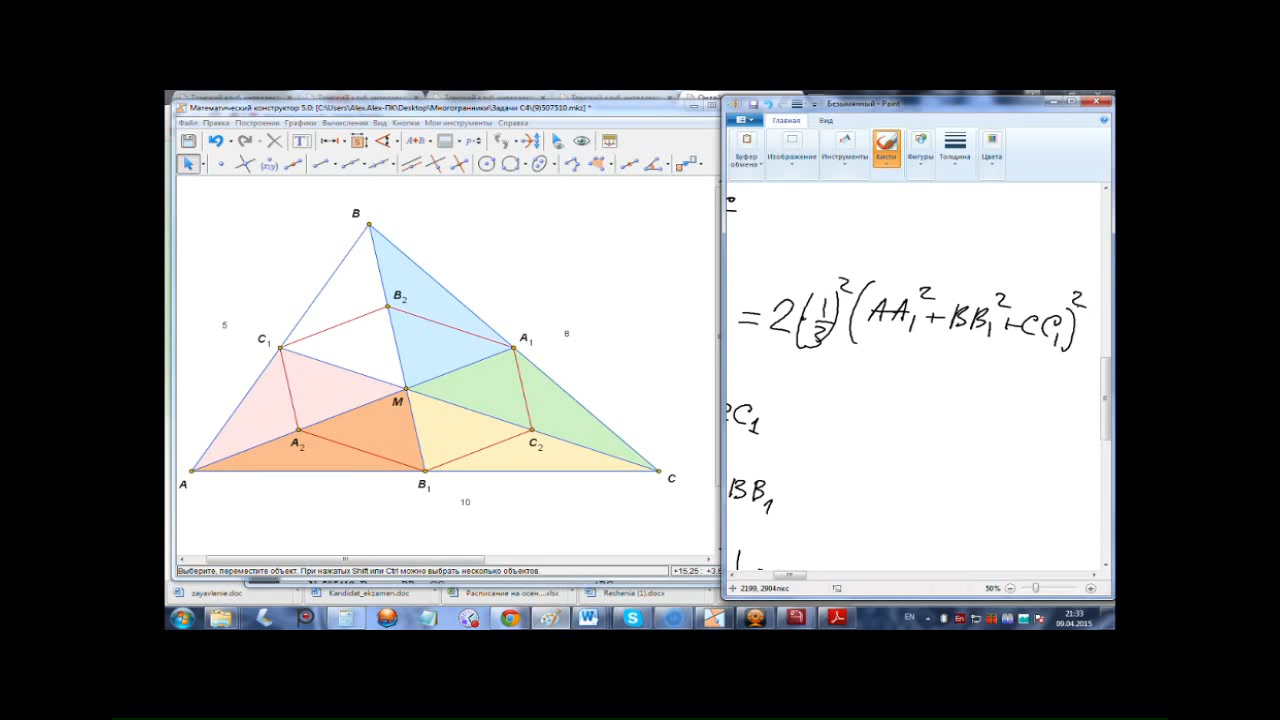 Математический конструктор 5.0: [C:\Users\Alex.Alex-ПК\Desktop\Многогранники\Задачи С4\(9)507510.mkz] *
Файл Правка Построения Графики Вычисления Вид Кнопки Мои инструменты Справка
B
B2
C1
5
A1
8
M
A2
C2
A
B1
C
10
Выберите, переместите объект. При нажатых Shift или Ctrl можно выбрать несколько объектов.
+15,25;
zayavlenie.doc
Kandidat_ekzamen.doc
Расписание на осен....xlsx
Reshenia (1).docx
Безымянный - Paint
Главная Вид
Буфер обмена
Изображение
Инструменты
Кисти
Фигуры
Толщина
Цвета
= 2(1/3)²(AA₁² + BB₁² + CC₁)²
C₁
BB₁
2199, 2904пкс
50%
EN
21:33
09.04.2015